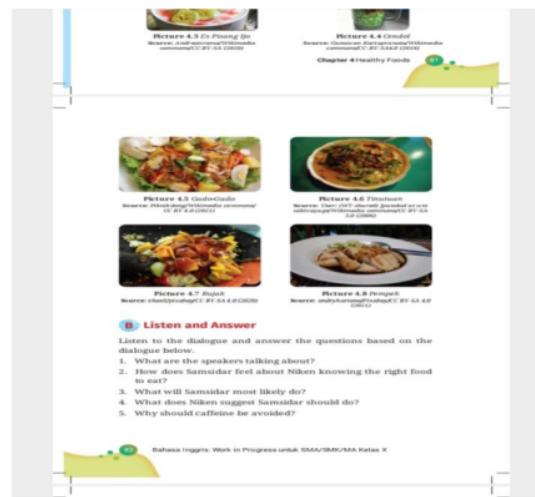 Picture 4.3 Es Pisang Ijo
Picture 4.4 Cendol
Chapter 4 Healthy Foods 81
Picture 4.5 Gado-Gado
Picture 4.6 Tinutuan
Picture 4.7 Rujak
Picture 4.8 Pempek
B. Listen and Answer
Listen to the dialogue and answer the questions based on the
dialogue below.
1. What are the speakers talking about?
2. How does Samsidar feel about Niken knowing the right food
to eat?
3. What will Samsidar most likely do?
4. What does Niken suggest Samsidar should do?
5. Why should caffeine be avoided?
82 Bahasa Inggris: Work in Progress untuk SMA/SMK/MA Kelas X